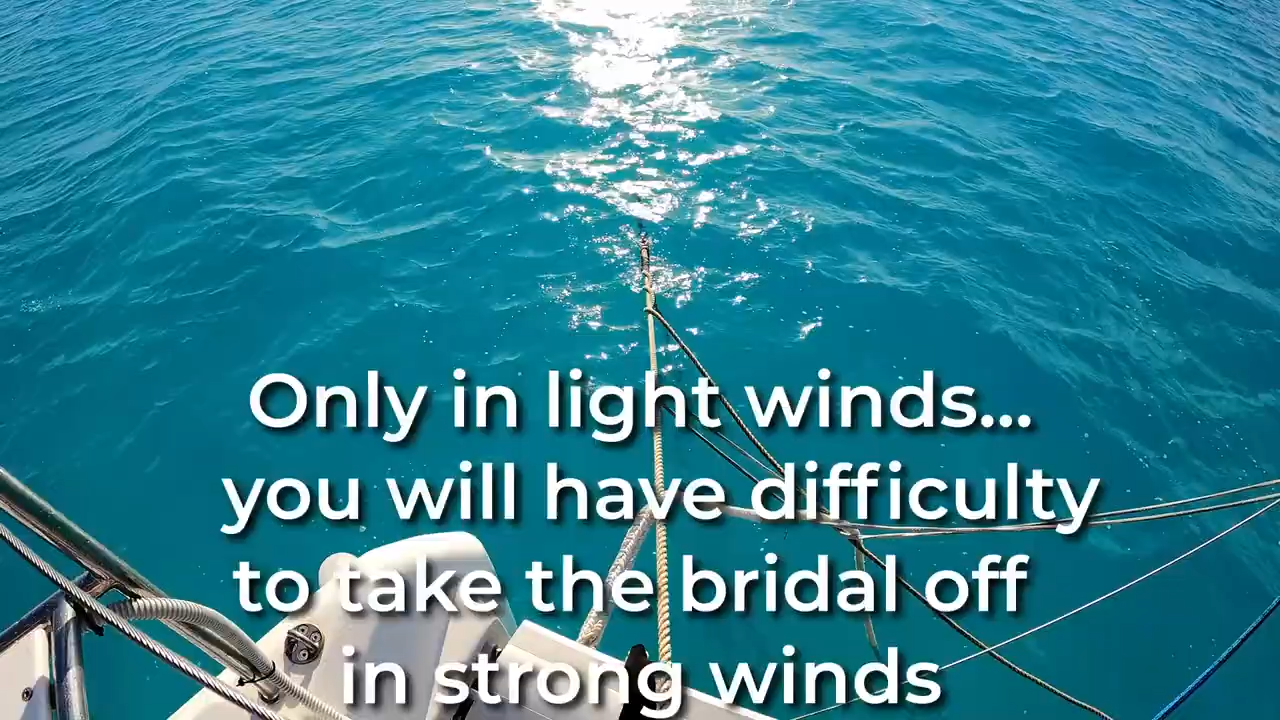 Only in light winds...
you will have difficulty
to take the bridal off
in strong winds